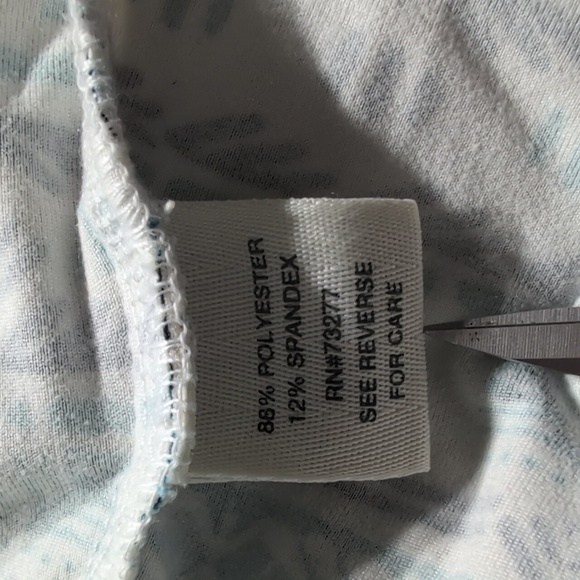 88% POLYESTER
12% SPANDEX
RN#73277
SEE REVERSE
FOR CARE